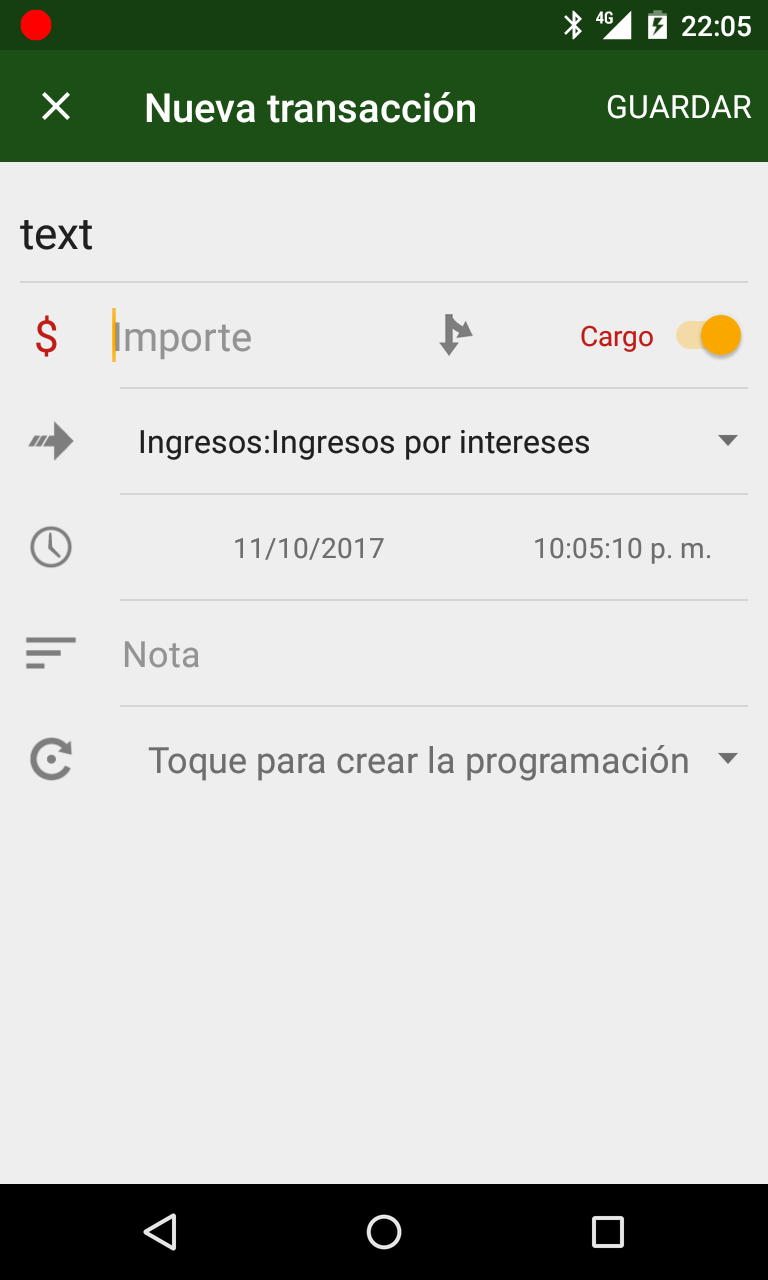 4G 22:05
Nueva transacción GUARDAR
text
$ Importe Cargo
Ingresos:Ingresos por intereses
11/10/2017 10:05:10 p. m.
Nota
Toque para crear la programación